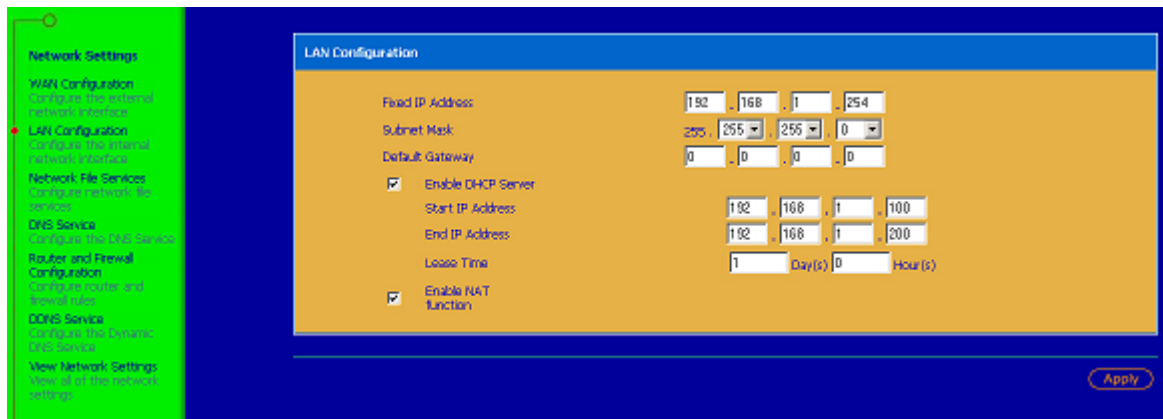 Network Settings
WAN Configuration
Configure the external
network interface
LAN Configuration
Configure the internal
network interface
Network File Services
Configure network file
services
DNS Service
Configure the DNS Service
Router and Firewall
Configuration
Configure router and
firewall rules
DDNS Service
Configure the Dynamic
DNS Service
View Network Settings
View all of the network
settings
LAN Configuration
Fixed IP Address 192 . 168 . 1 . 254
Subnet Mask 255 . 255 . 255 . 0
Default Gateway 0 . 0 . 0 . 0
Enable DHCP Server
Start IP Address 192 . 168 . 1 . 100
End IP Address 192 . 168 . 1 . 200
Lease Time 1 Day(s) 0 Hour(s)
Enable NAT
function
Apply